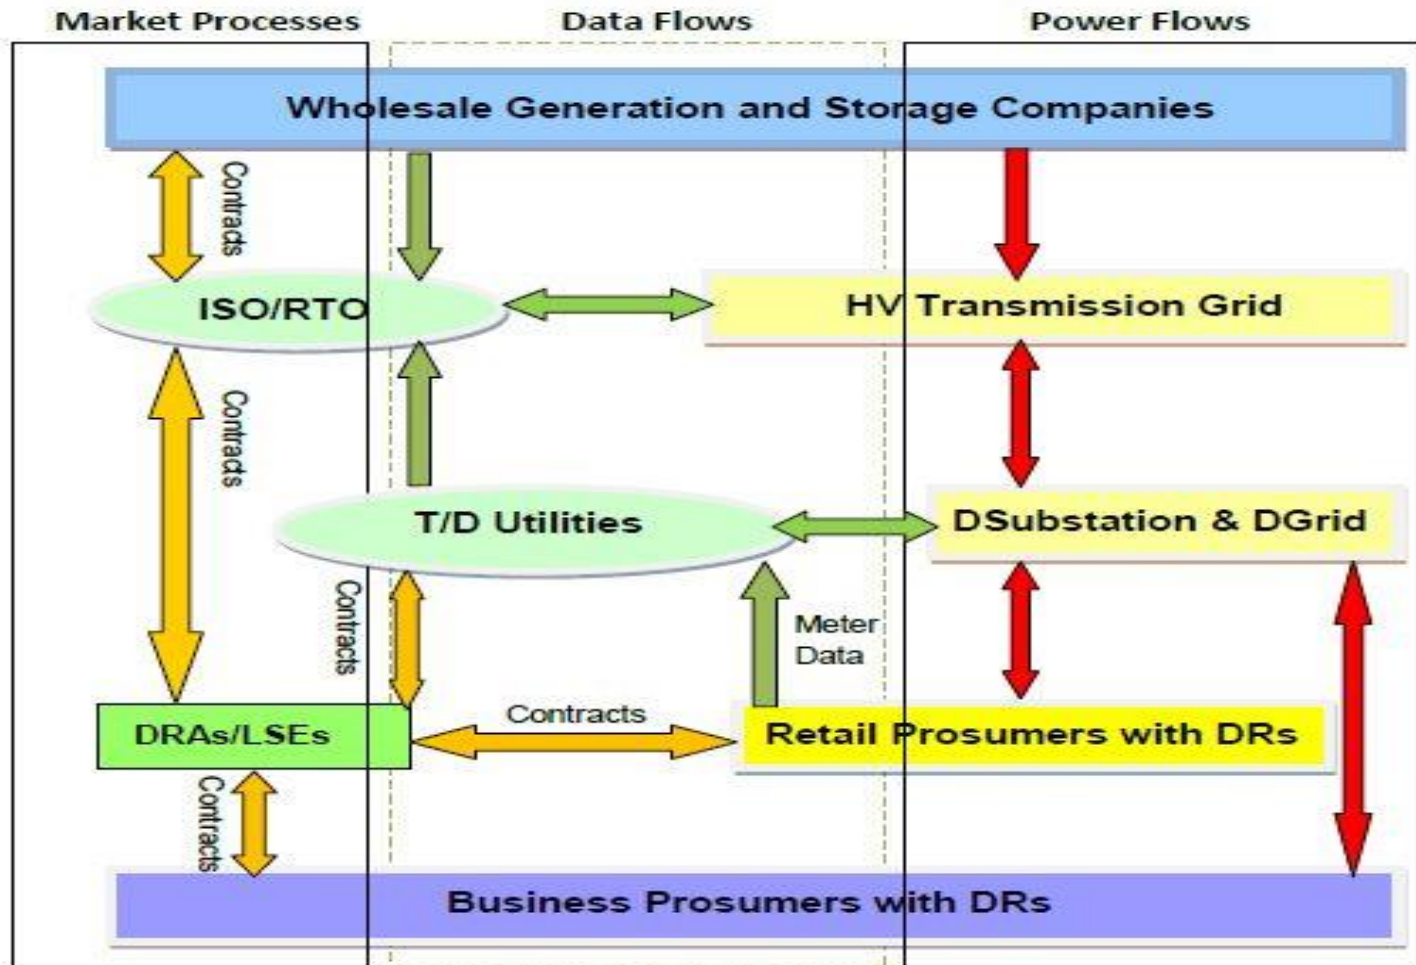 Market Processes
Data Flows
Power Flows
Wholesale Generation and Storage Companies
Contracts
ISO/RTO
HV Transmission Grid
Contracts
T/D Utilities
DSubstation & DGrid
Contracts
Meter
Data
Contracts
DRAs/LSEs
Retail Prosumers with DRs
Contracts
Business Prosumers with DRs